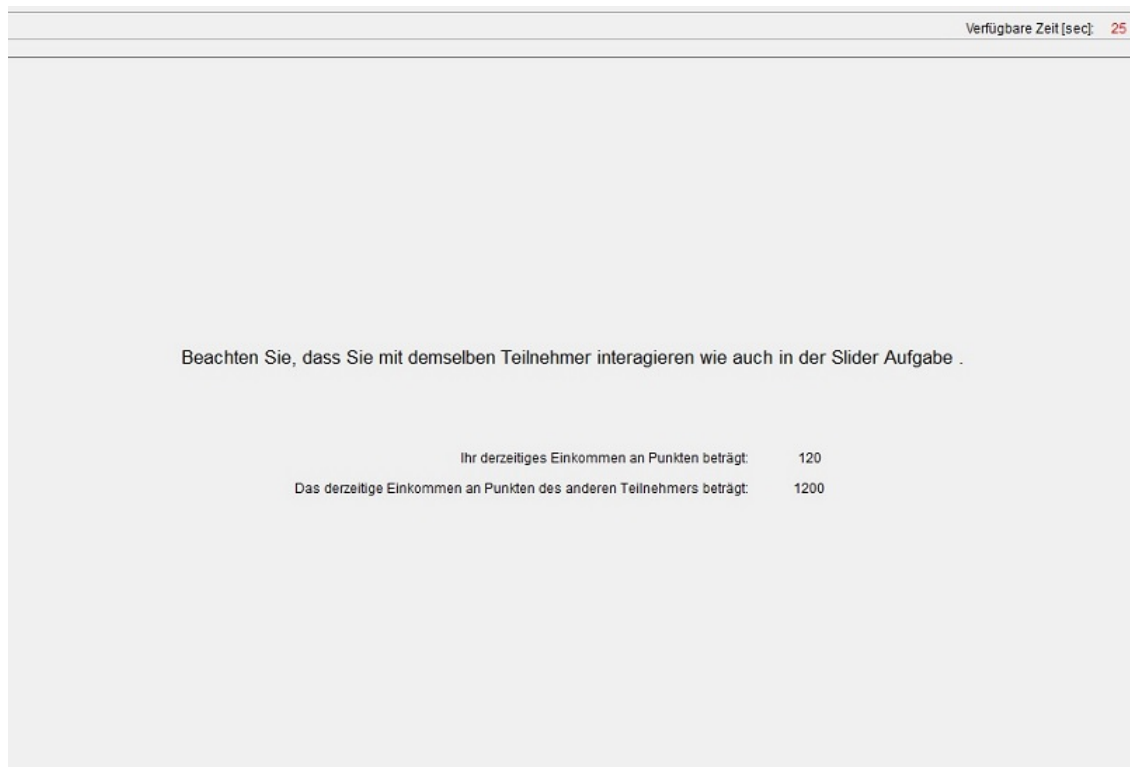 Verfügbare Zeit [sec]: 25
Beachten Sie, dass Sie mit demselben Teilnehmer interagieren wie auch in der Slider Aufgabe .
Ihr derzeitiges Einkommen an Punkten beträgt: 120
Das derzeitige Einkommen an Punkten des anderen Teilnehmers beträgt: 1200